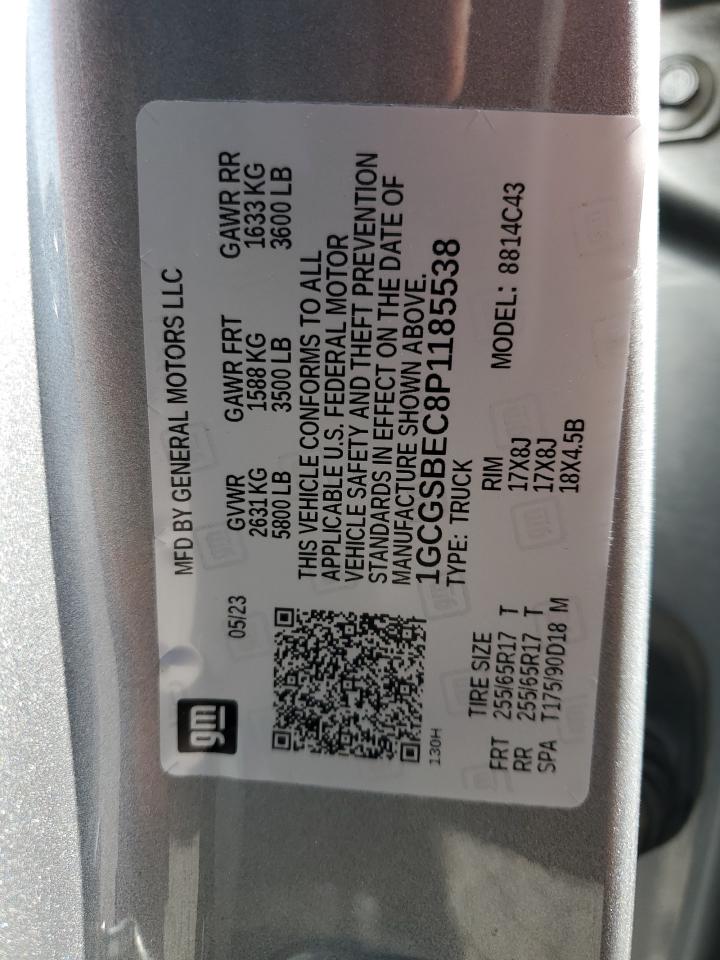 gm
MFD BY GENERAL MOTORS LLC
05/23
GVWR GAWR FRT GAWR RR
2631 KG 1588 KG 1633 KG
5800 LB 3500 LB 3600 LB
THIS VEHICLE CONFORMS TO ALL
APPLICABLE U.S. FEDERAL MOTOR
VEHICLE SAFETY AND THEFT PREVENTION
STANDARDS IN EFFECT ON THE DATE OF
MANUFACTURE SHOWN ABOVE.
1GCGSBEC8P1185538
130H
TYPE: TRUCK MODEL: 8814C43
TIRE SIZE RIM
FRT 255/65R17 T 17X8J
RR 255/65R17 T 17X8J
SPA T175/90D18 M 18X4.5B